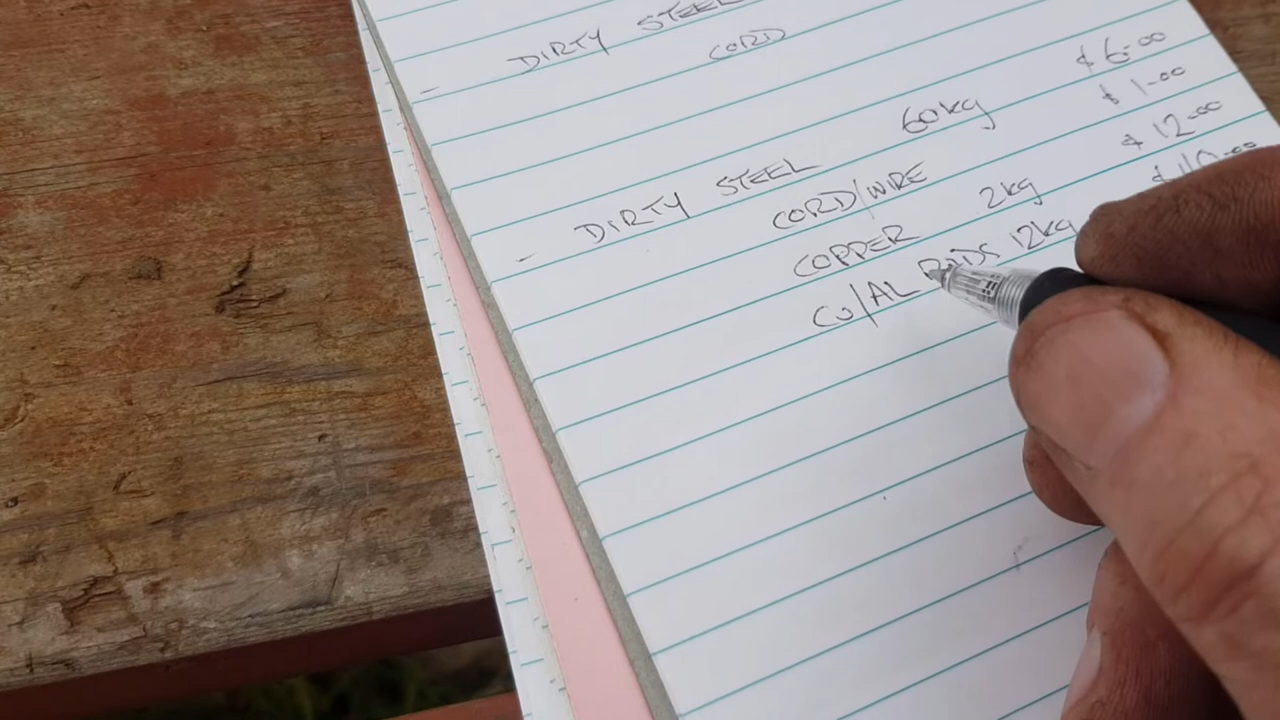 - DIRTY STEEL
CORD
- DIRTY STEEL 60kg $6-00
CORD/WIRE $1-00
COPPER 2kg $12-00
CU/AL RADS 12kg